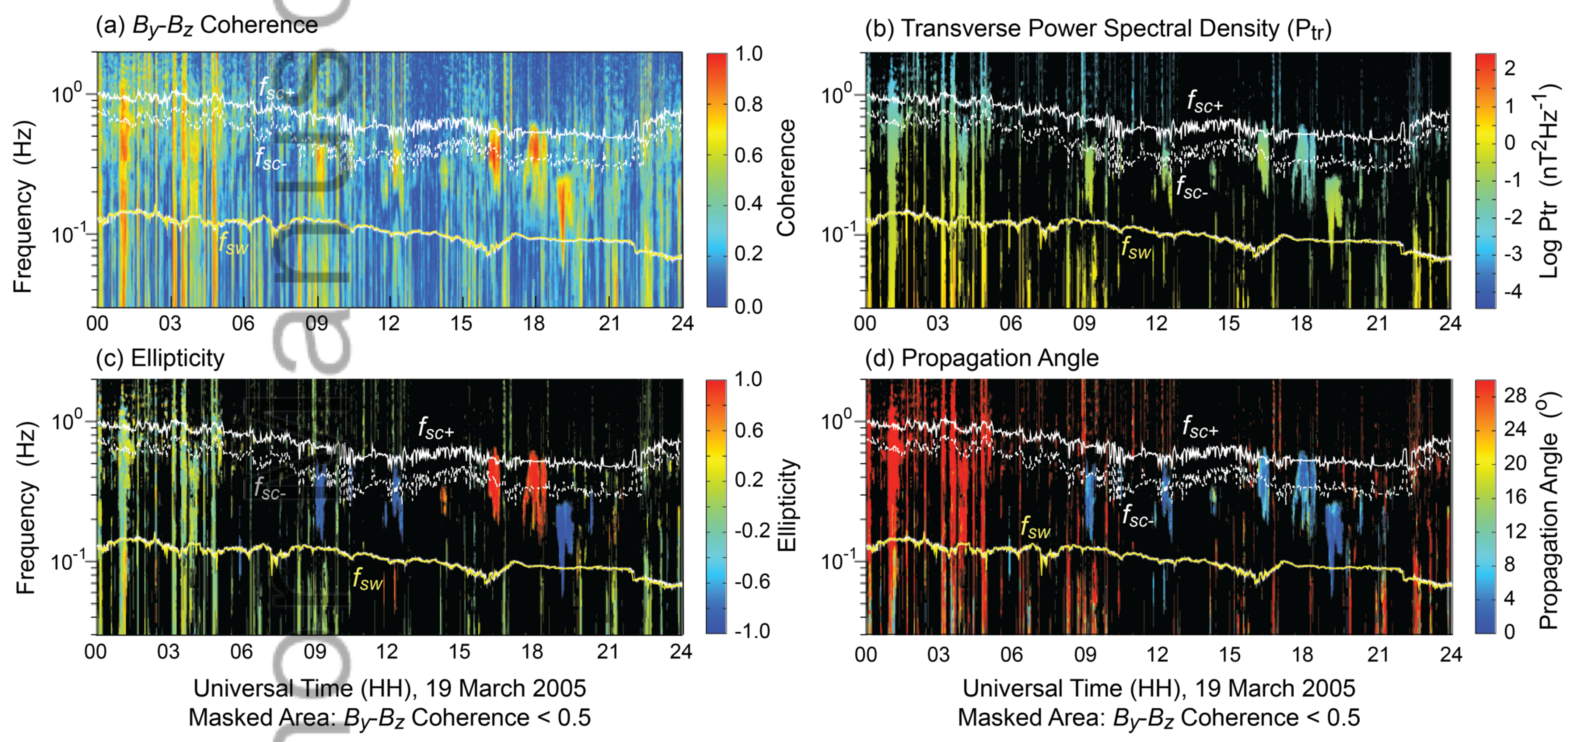 (a) By-Bz Coherence
10⁰
10⁻¹
Frequency (Hz)
fsc+
fsc-
fsw
00 03 06 09 12 15 18 21 24
1.0
0.8
0.6
0.4
0.2
0.0
Coherence
(b) Transverse Power Spectral Density (Ptr)
10⁰
10⁻¹
fsc+
fsc-
fsw
00 03 06 09 12 15 18 21 24
2
1
0
-1
-2
-3
-4
Log Ptr (nT²Hz⁻¹)
(c) Ellipticity
10⁰
10⁻¹
Frequency (Hz)
fsc+
fsc-
fsw
00 03 06 09 12 15 18 21 24
1.0
0.6
0.2
-0.2
-0.6
-1.0
Ellipticity
Universal Time (HH), 19 March 2005
Masked Area: By-Bz Coherence < 0.5
(d) Propagation Angle
10⁰
10⁻¹
fsc+
fsc-
fsw
00 03 06 09 12 15 18 21 24
28
24
20
16
12
8
4
0
Propagation Angle (°)
Universal Time (HH), 19 March 2005
Masked Area: By-Bz Coherence < 0.5